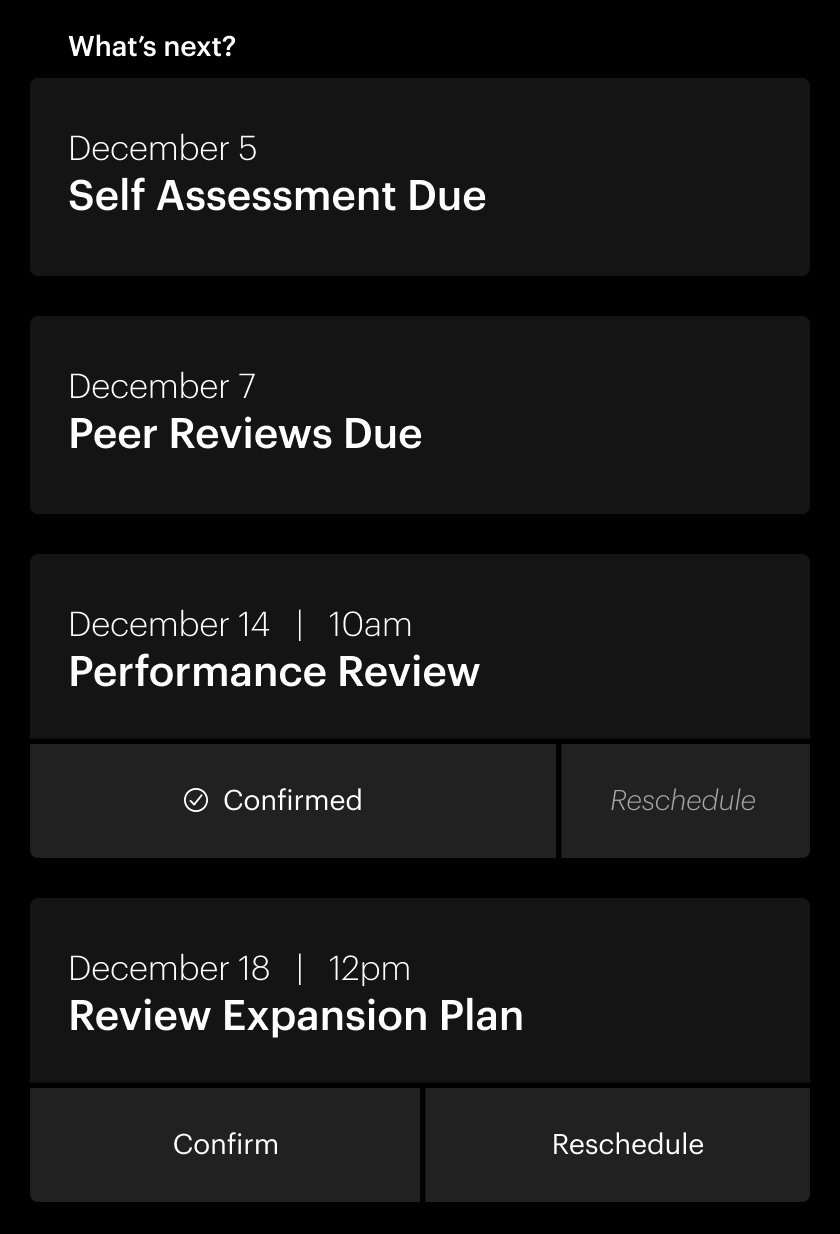 What’s next?
December 5
Self Assessment Due
December 7
Peer Reviews Due
December 14 | 10am
Performance Review
Confirmed
Reschedule
December 18 | 12pm
Review Expansion Plan
Confirm
Reschedule